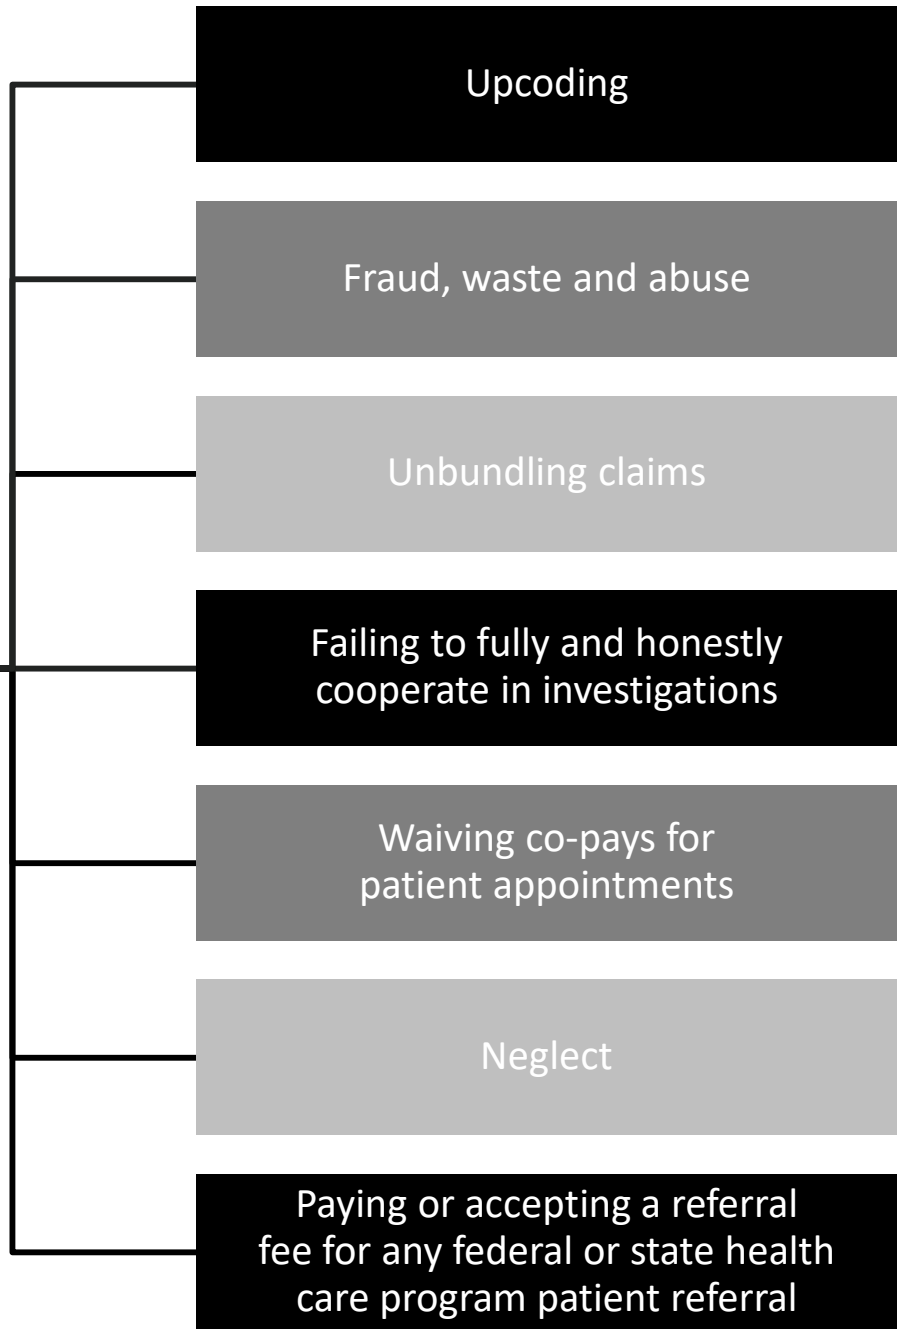 Upcoding
Fraud, waste and abuse
Unbundling claims
Failing to fully and honestly
cooperate in investigations
Waiving co-pays for
patient appointments
Neglect
Paying or accepting a referral
fee for any federal or state health
care program patient referral